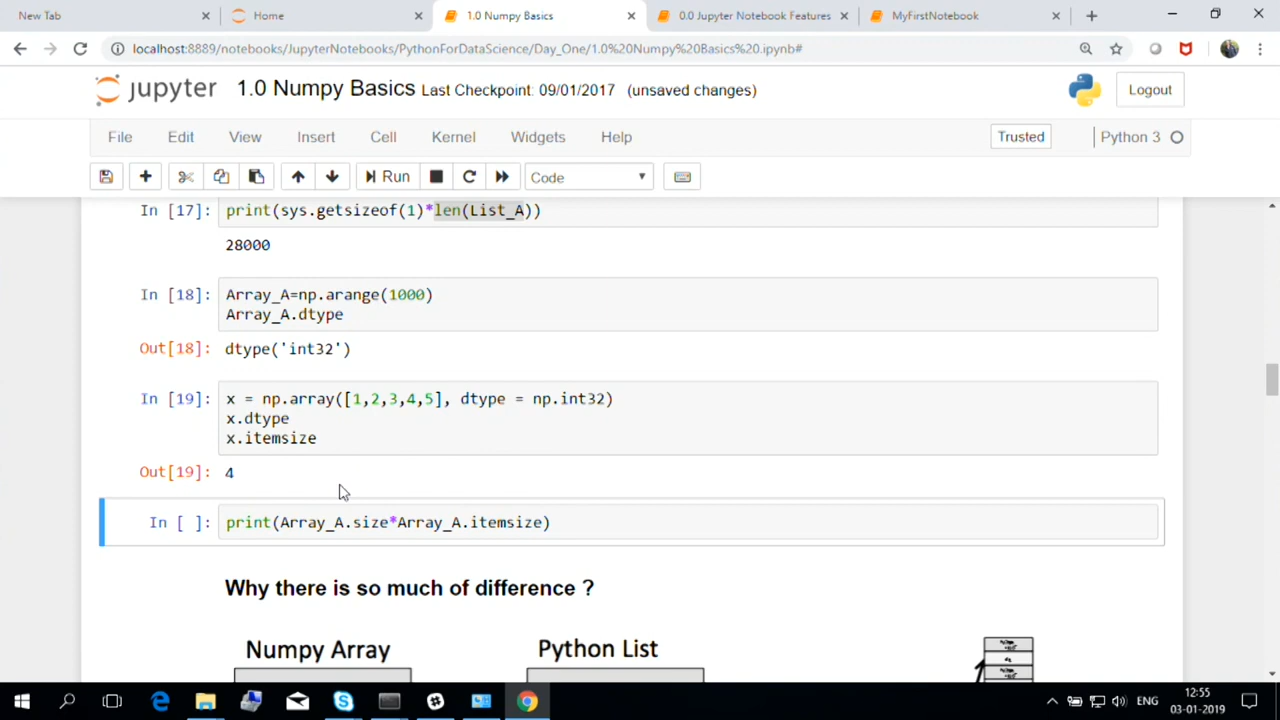 New Tab
Home
1.0 Numpy Basics
0.0 Jupyter Notebook Features
MyFirstNotebook
localhost:8889/notebooks/JupyterNotebooks/PythonForDataScience/Day_One/1.0%20Numpy%20Basics%20.ipynb#
jupyter 1.0 Numpy Basics Last Checkpoint: 09/01/2017 (unsaved changes)
Logout
File Edit View Insert Cell Kernel Widgets Help
Trusted
Python 3
Run
Code
In [17]: print(sys.getsizeof(1)*len(List_A))
28000
In [18]: Array_A=np.arange(1000)
Array_A.dtype
Out[18]: dtype('int32')
In [19]: x = np.array([1,2,3,4,5], dtype = np.int32)
x.dtype
x.itemsize
Out[19]: 4
In [ ]: print(Array_A.size*Array_A.itemsize)
Why there is so much of difference ?
Numpy Array
Python List
ENG
12:55
03-01-2019